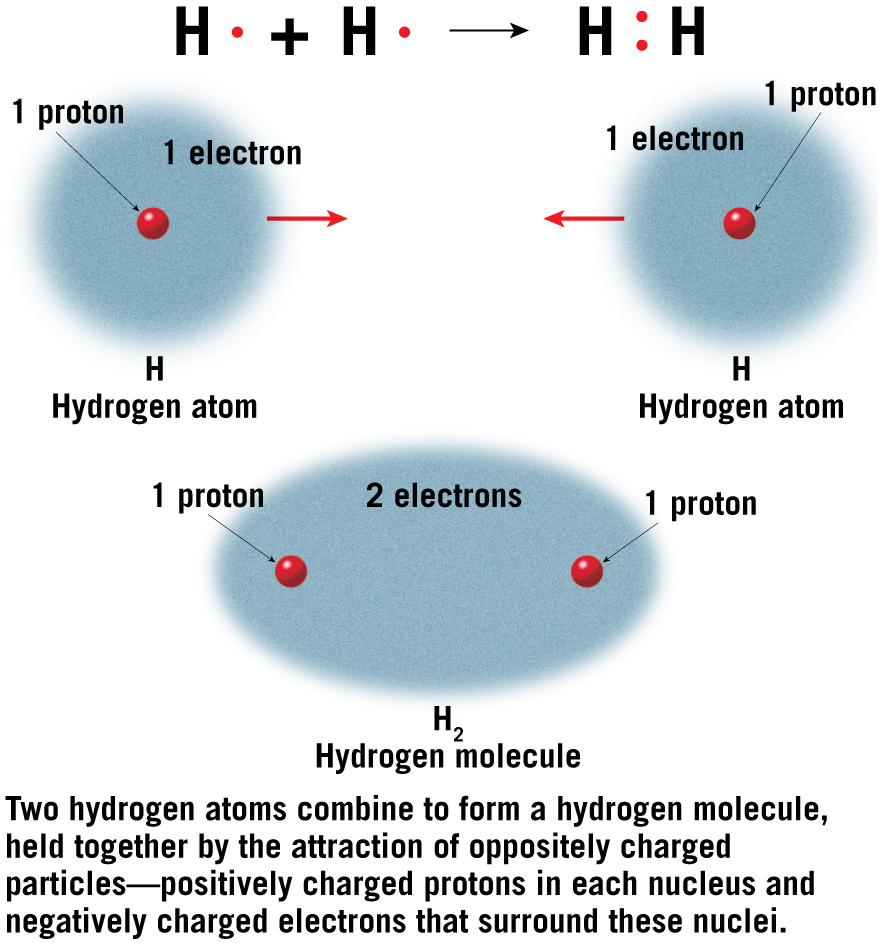 H · + H · → H : H
1 proton
1 electron
1 electron
1 proton
H
Hydrogen atom
H
Hydrogen atom
1 proton
2 electrons
1 proton
H₂
Hydrogen molecule
Two hydrogen atoms combine to form a hydrogen molecule,
held together by the attraction of oppositely charged
particles—positively charged protons in each nucleus and
negatively charged electrons that surround these nuclei.